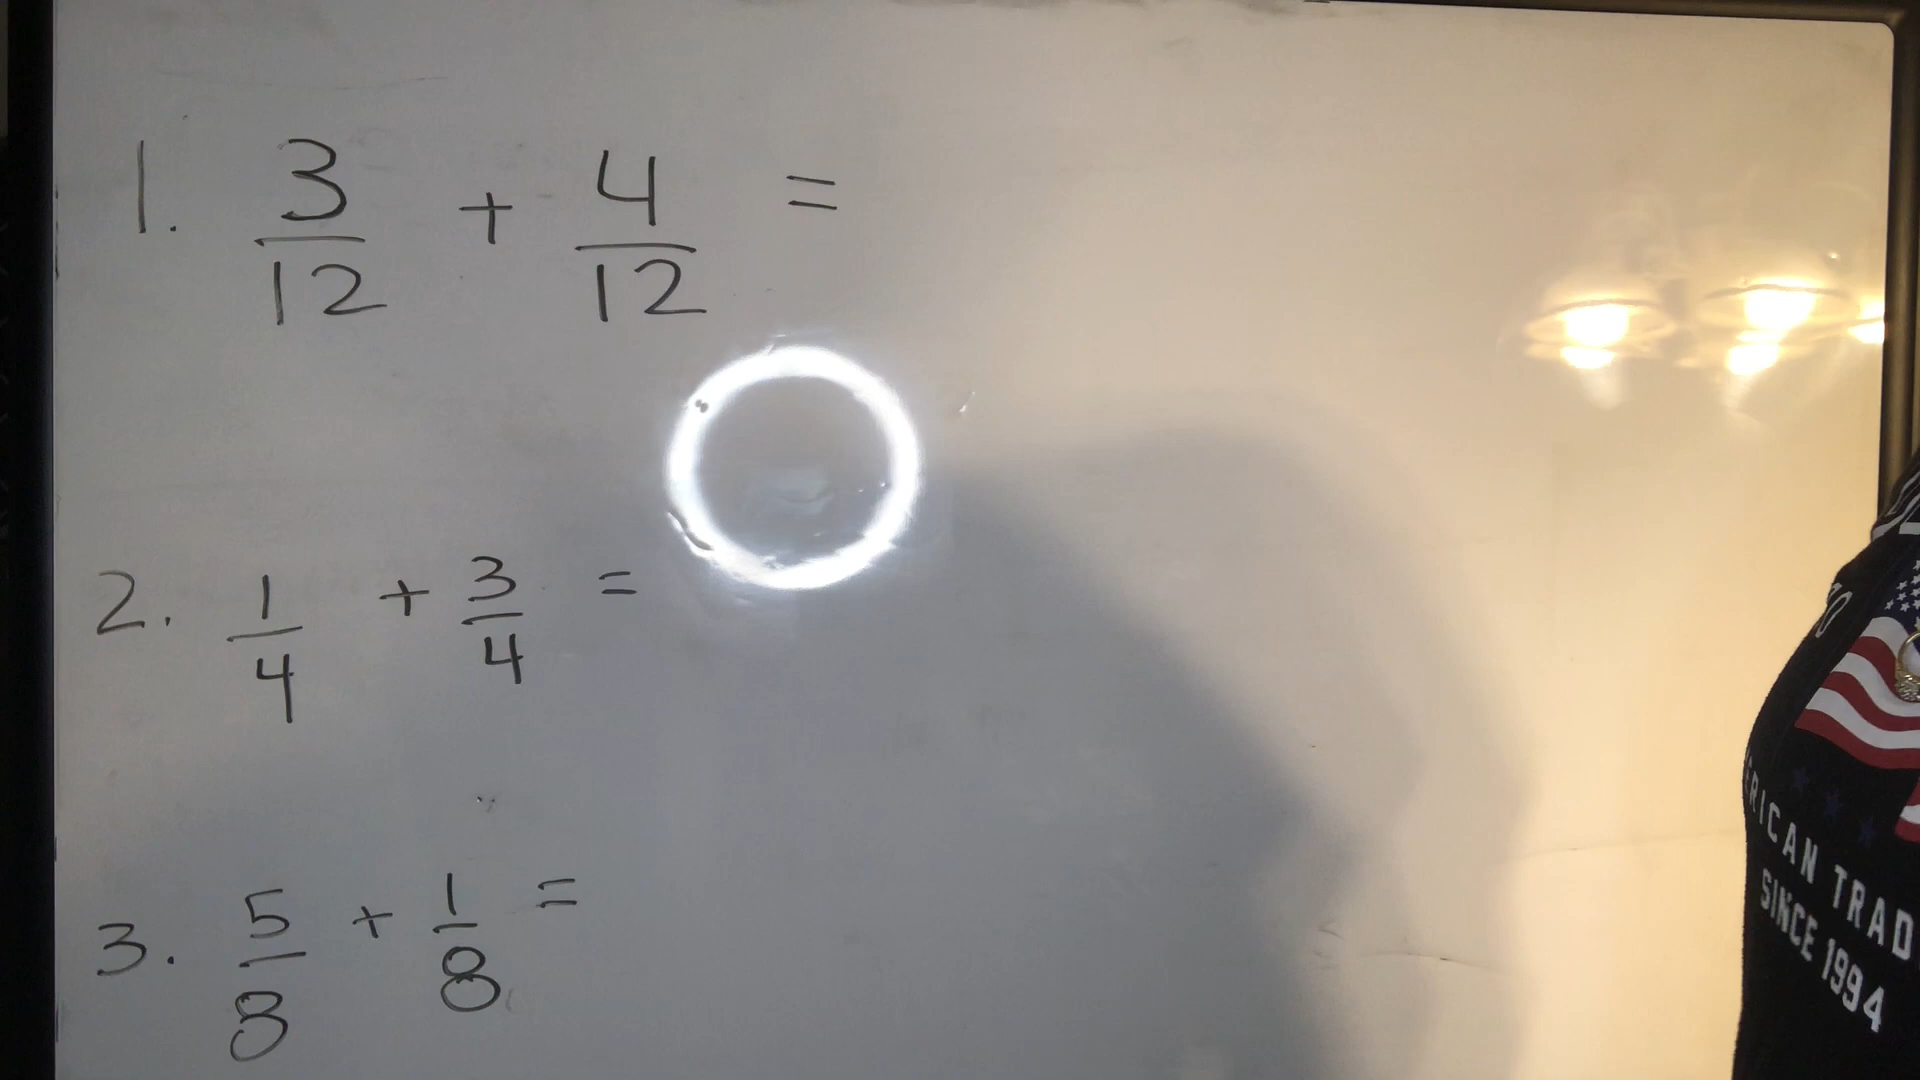 1. 3/12 + 4/12 =
2. 1/4 + 3/4 =
3. 5/8 + 1/8 =
RICAN TRAD
SINCE 1994